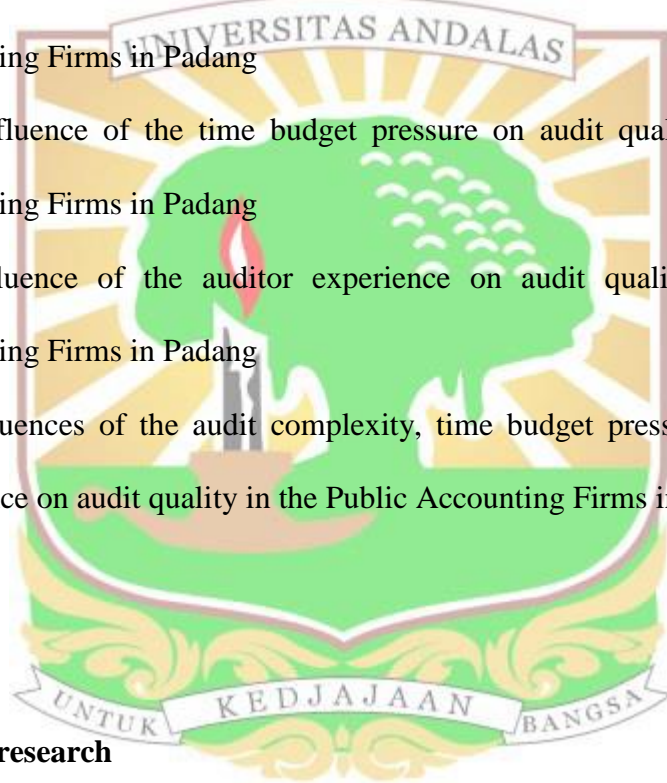 UNIVERSITAS ANDALAS
ing Firms in Padang
fluence of the time budget pressure on audit qual
ing Firms in Padang
luence of the auditor experience on audit quali
ing Firms in Padang
uences of the audit complexity, time budget press
ce on audit quality in the Public Accounting Firms i
UNTUK KEDJAJAAN BANGSA
research